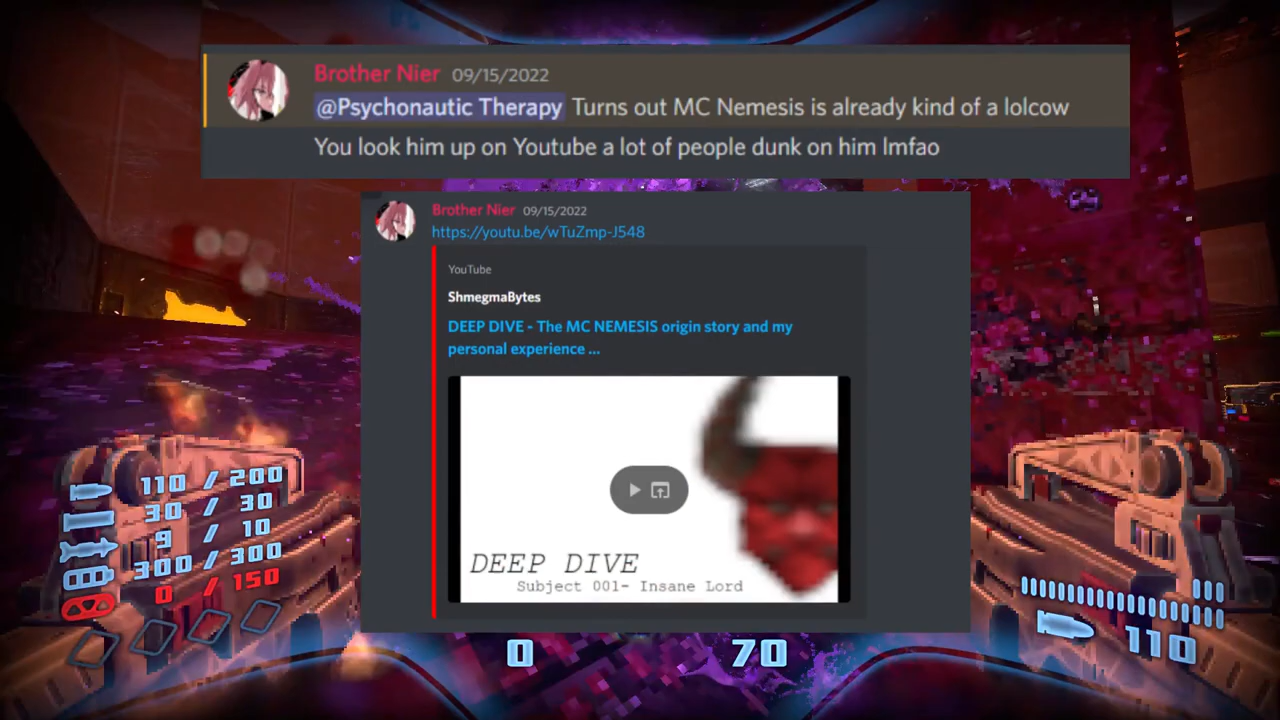 Brother Nier 09/15/2022
@Psychonautic Therapy Turns out MC Nemesis is already kind of a lolcow
You look him up on Youtube a lot of people dunk on him lmfao
Brother Nier 09/15/2022
https://youtu.be/wTuZmp-J548
YouTube
ShmegmaBytes
DEEP DIVE - The MC NEMESIS origin story and my
personal experience ...
DEEP DIVE
Subject 001- Insane Lord
110 / 200
30 / 30
9 / 10
300 / 300
0 / 150
0 70
110